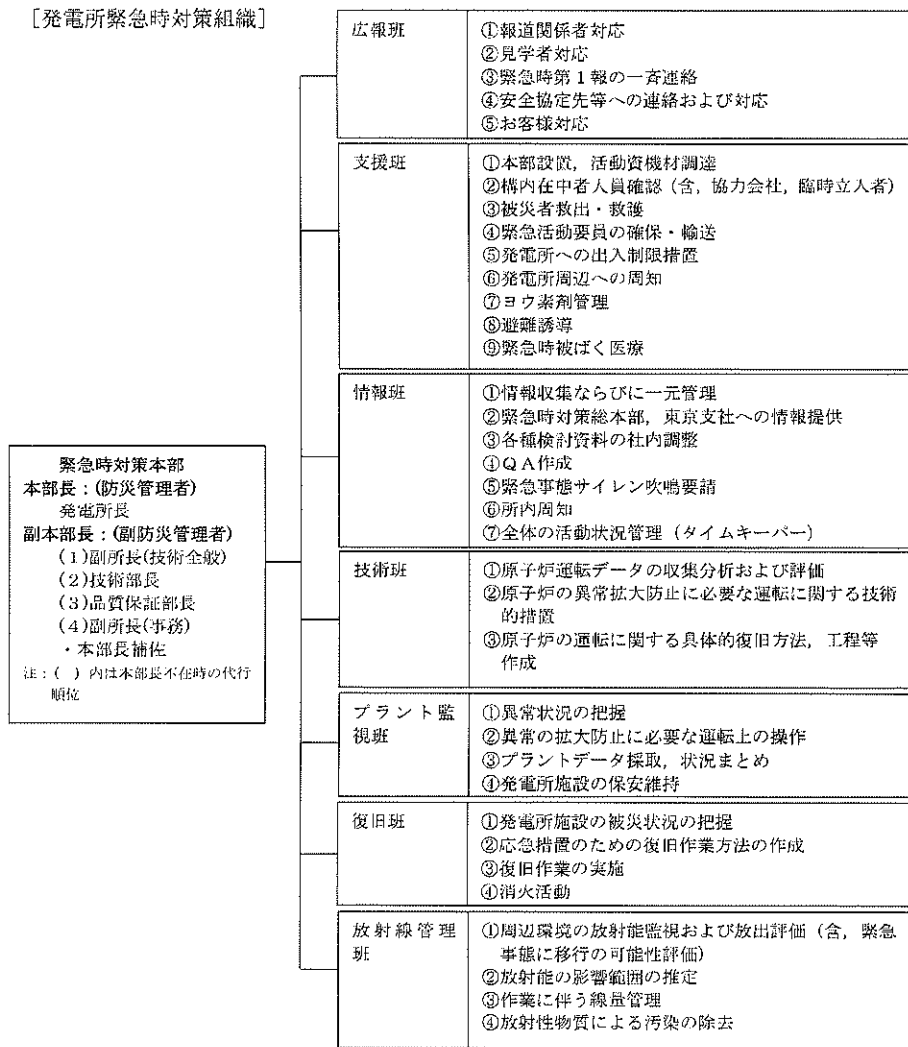 [発電所緊急時対策組織]
緊急時対策本部
本部長：(防災管理者)
発電所長
副本部長：(副防災管理者)
(1)副所長(技術全般)
(2)技術部長
(3)品質保証部長
(4)副所長(事務)
・本部長補佐
注：( ) 内は本部長不在時の代行
順位
広報班
①報道関係者対応
②見学者対応
③緊急時第1報の一斉連絡
④安全協定先等への連絡および対応
⑤お客様対応
支援班
①本部設置，活動資機材調達
②構内在中者人員確認（含，協力会社，臨時立入者）
③被災者救出・救護
④緊急活動要員の確保・輸送
⑤発電所への出入制限措置
⑥発電所周辺への周知
⑦ヨウ素剤管理
⑧避難誘導
⑨緊急時被ばく医療
情報班
①情報収集ならびに一元管理
②緊急時対策総本部，東京支社への情報提供
③各種検討資料の社内調整
④ＱＡ作成
⑤緊急事態サイレン吹鳴要請
⑥所内周知
⑦全体の活動状況管理（タイムキーパー）
技術班
①原子炉運転データの収集分析および評価
②原子炉の異常拡大防止に必要な運転に関する技術
的措置
③原子炉の運転に関する具体的復旧方法，工程等
作成
プラント監
視班
①異常状況の把握
②異常の拡大防止に必要な運転上の操作
③プラントデータ採取，状況まとめ
④発電所施設の保安維持
復旧班
①発電所施設の被災状況の把握
②応急措置のための復旧作業方法の作成
③復旧作業の実施
④消火活動
放射線管理
班
①周辺環境の放射能監視および放出評価（含，緊急
事態に移行の可能性評価）
②放射能の影響範囲の推定
③作業に伴う線量管理
④放射性物質による汚染の除去